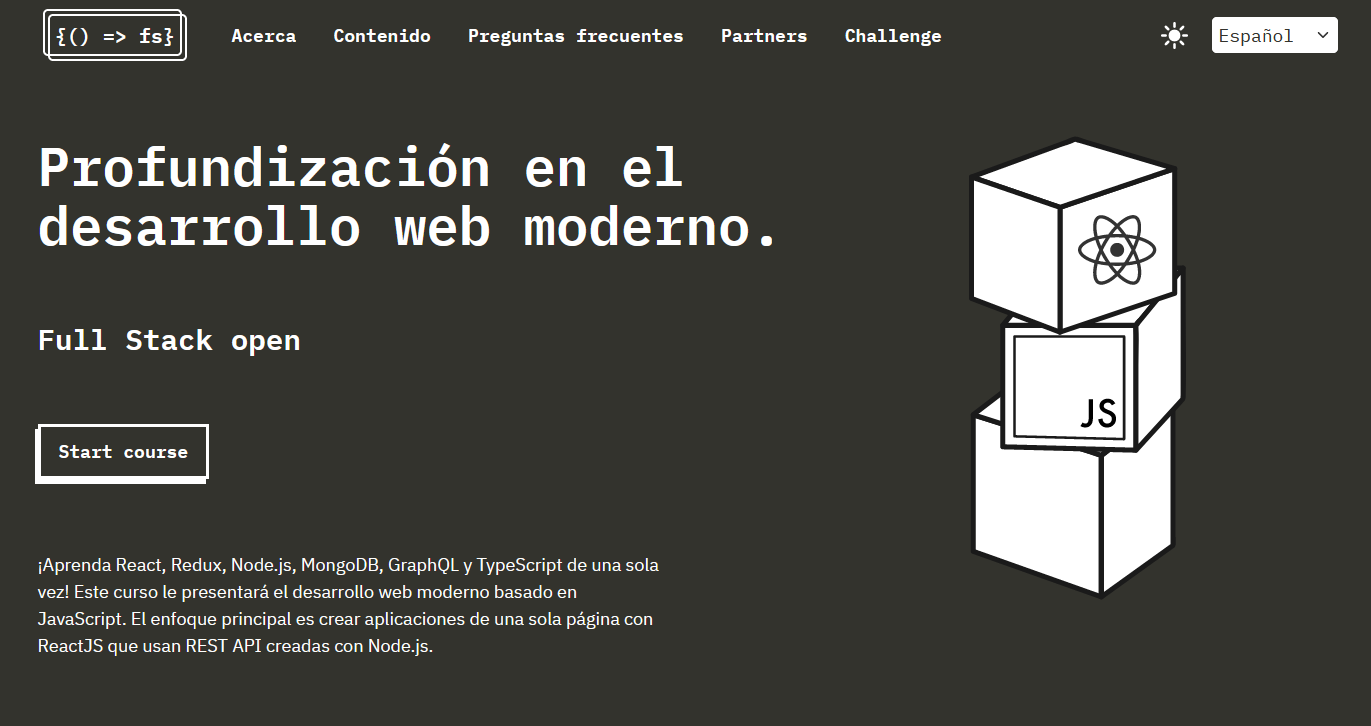 {() => fs}
Acerca
Contenido
Preguntas frecuentes
Partners
Challenge
Español
Profundización en el
desarrollo web moderno.
Full Stack open
Start course
JS
¡Aprenda React, Redux, Node.js, MongoDB, GraphQL y TypeScript de una sola
vez! Este curso le presentará el desarrollo web moderno basado en
JavaScript. El enfoque principal es crear aplicaciones de una sola página con
ReactJS que usan REST API creadas con Node.js.